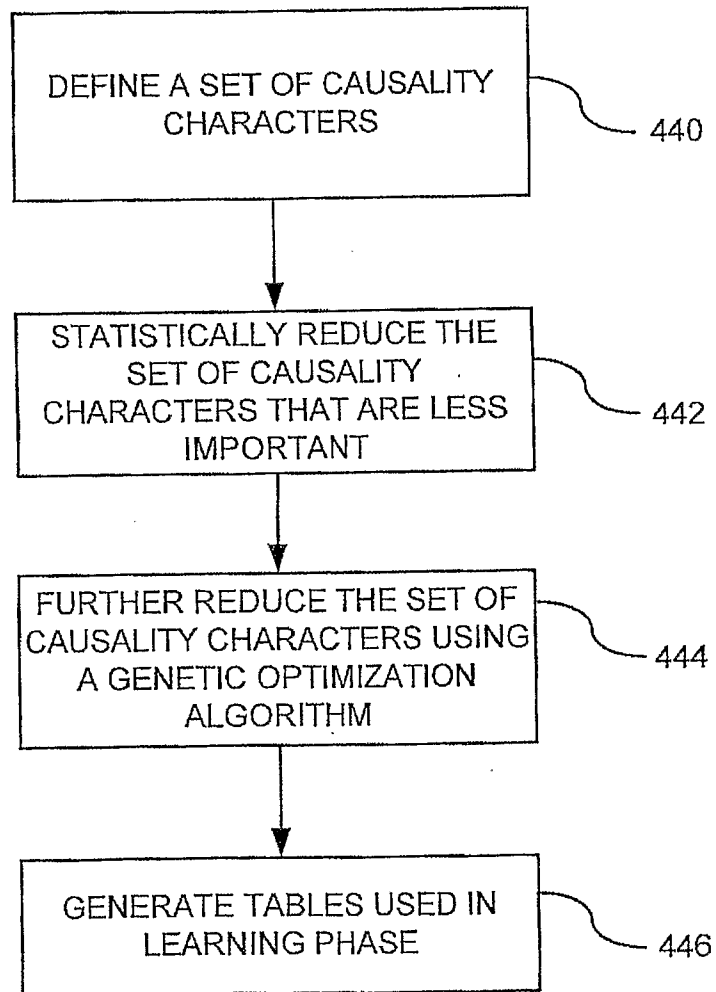 DEFINE A SET OF CAUSALITY
CHARACTERS
440
STATISTICALLY REDUCE THE
SET OF CAUSALITY
CHARACTERS THAT ARE LESS
IMPORTANT
442
FURTHER REDUCE THE SET OF
CAUSALITY CHARACTERS USING
A GENETIC OPTIMIZATION
ALGORITHM
444
GENERATE TABLES USED IN
LEARNING PHASE
446